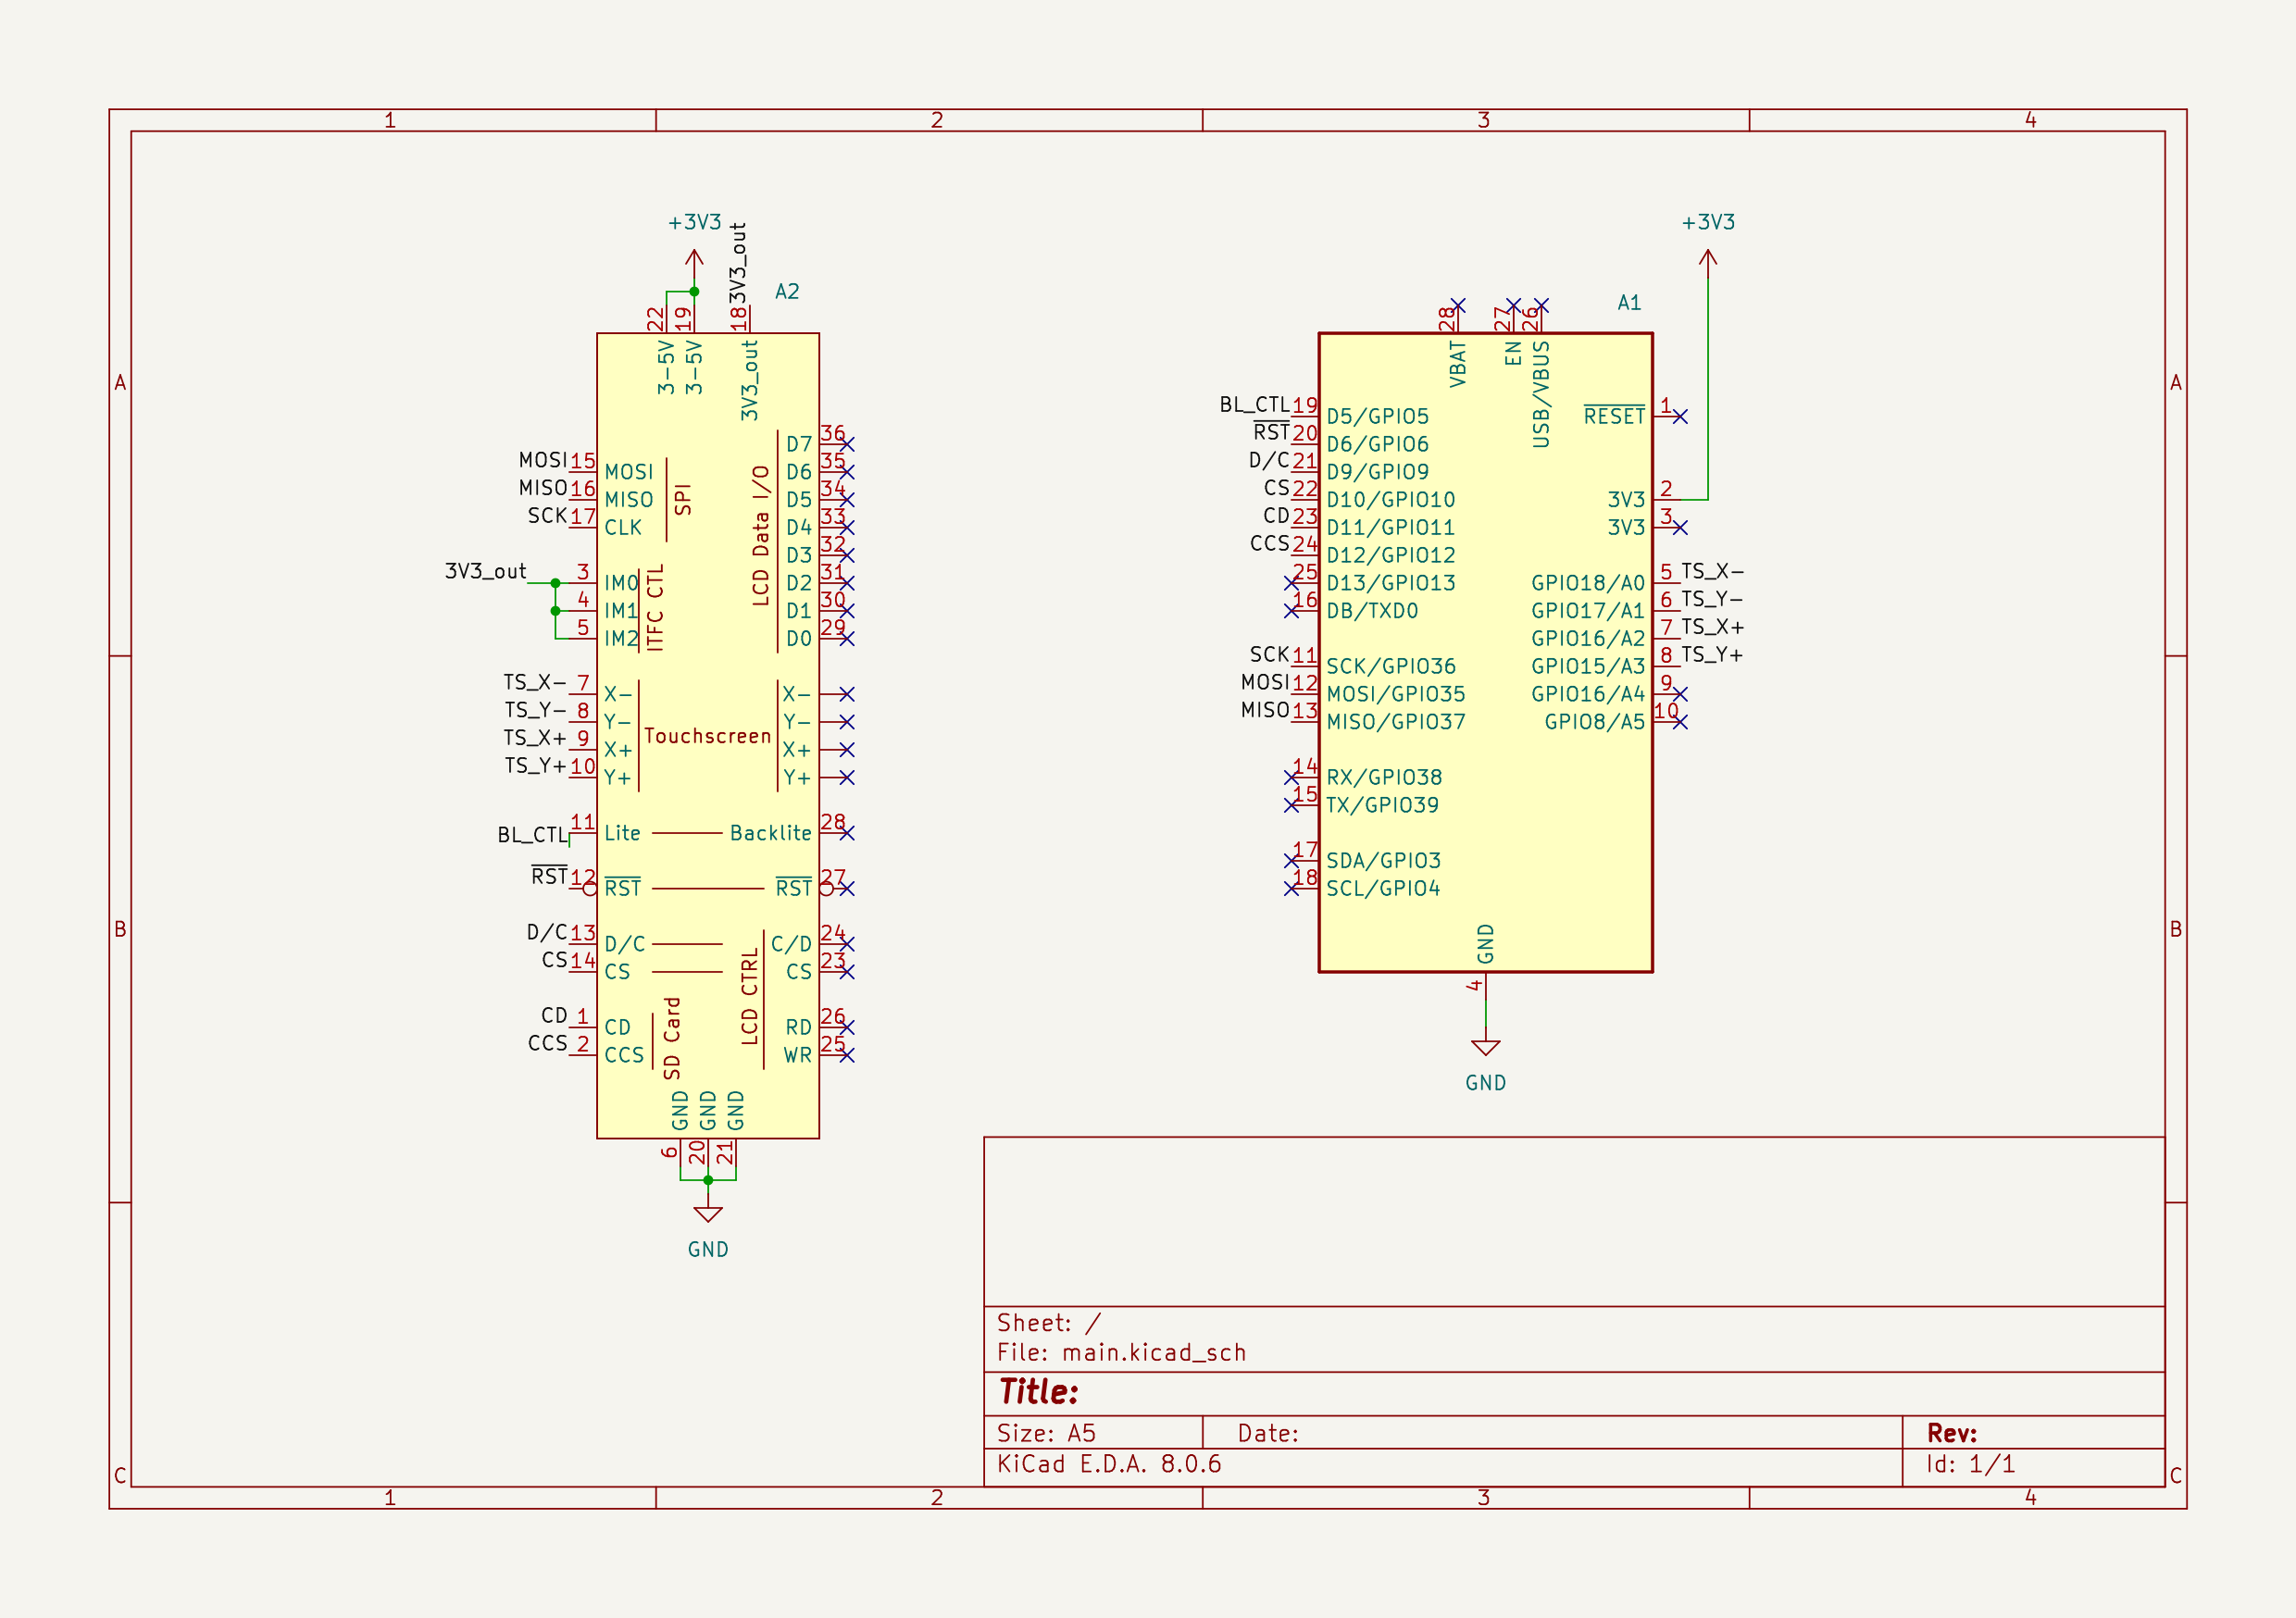 1 2 3 4
+3V3
3V3_out
A2
22 19 18
3-5V 3-5V 3V3_out
MOSI 15 MOSI
MISO 16 MISO
SCK 17 CLK
SPI
3V3_out
3 IM0
4 IM1
5 IM2
ITFC CTL
TS_X- 7 X-
TS_Y- 8 Y-
TS_X+ 9 X+
TS_Y+ 10 Y+
Touchscreen
BL_CTL 11 Lite
RST 12 RST
D/C 13 D/C
CS 14 CS
CD 1 CD
CCS 2 CCS
SD Card
LCD Data I/O
D7 36
D6 35
D5 34
D4 33
D3 32
D2 31
D1 30
D0 29
X-
Y-
X+
Y+
Backlite 28
RST 27
C/D 24
CS 23
RD 26
WR 25
LCD CTRL
GND GND GND
6 20 21
GND
+3V3
A1
28 27 26
VBAT EN USB/VBUS
BL_CTL 19 D5/GPIO5
RST 20 D6/GPIO6
D/C 21 D9/GPIO9
CS 22 D10/GPIO10
CD 23 D11/GPIO11
CCS 24 D12/GPIO12
25 D13/GPIO13
16 DB/TXD0
SCK 11 SCK/GPIO36
MOSI 12 MOSI/GPIO35
MISO 13 MISO/GPIO37
14 RX/GPIO38
15 TX/GPIO39
17 SDA/GPIO3
18 SCL/GPIO4
RESET 1
3V3 2
3V3 3
GPIO18/A0 5 TS_X-
GPIO17/A1 6 TS_Y-
GPIO16/A2 7 TS_X+
GPIO15/A3 8 TS_Y+
GPIO16/A4 9
GPIO8/A5 10
GND
4
GND
A A
B B
C C
Sheet: /
File: main.kicad_sch
Title:
Size: A5 Date: Rev:
KiCad E.D.A. 8.0.6 Id: 1/1
1 2 3 4